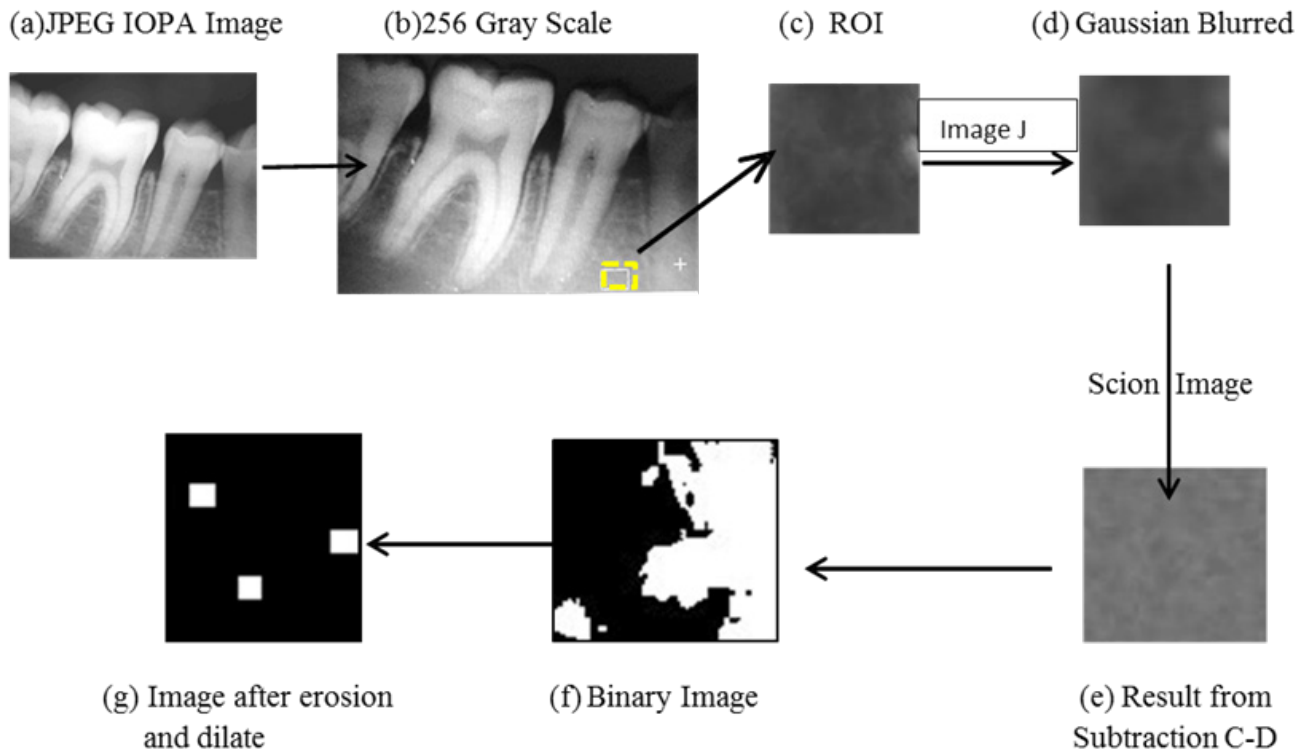 (a)JPEG IOPA Image
(b)256 Gray Scale
(c) ROI
(d) Gaussian Blurred
Image J
Scion Image
(g) Image after erosion
and dilate
(f) Binary Image
(e) Result from
Subtraction C-D